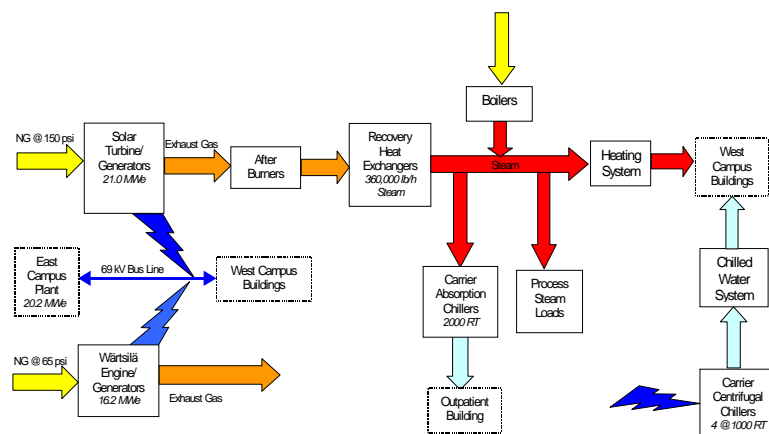 NG @ 150 psi
Solar
Turbine/
Generators
21.0 MWe
Exhaust Gas
After
Burners
Recovery
Heat
Exchangers
360,000 lb/h
Steam
Boilers
Steam
Heating
System
West
Campus
Buildings
East
Campus
Plant
20.2 MWe
69 kV Bus Line
West Campus
Buildings
Carrier
Absorption
Chillers
2000 RT
Process
Steam
Loads
Chilled
Water
System
NG @ 65 psi
Wärtsilä
Engine/
Generators
16.2 MWe
Exhaust Gas
Outpatient
Building
Carrier
Centrifugal
Chillers
4 @1000 RT